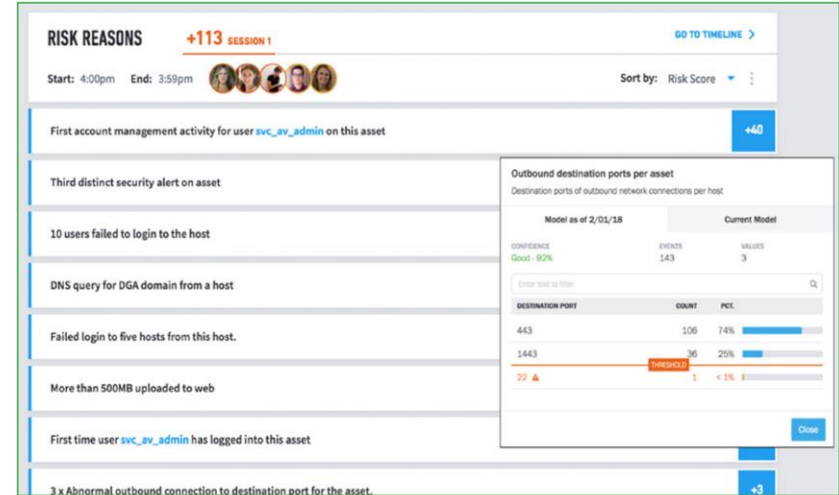 RISK REASONS
+113 SESSION 1
GO TO TIMELINE
Start: 4:00pm End: 3:59pm
Sort by: Risk Score
First account management activity for user svc_av_admin on this asset
+40
Third distinct security alert on asset
10 users failed to login to the host
DNS query for DGA domain from a host
Failed login to five hosts from this host.
More than 500MB uploaded to web
First time user svc_av_admin has logged into this asset
3 x Abnormal outbound connection to destination port for the asset.
+3
Outbound destination ports per asset
Destination ports of outbound network connections per host
Model as of 2/01/18 Current Model
CONFIDENCE EVENTS VALUES
Good - 92% 143 3
Enter text to filter
DESTINATION PORT COUNT PCT.
443 106 74%
1443 36 25%
THRESHOLD
22 1 < 1%
Close